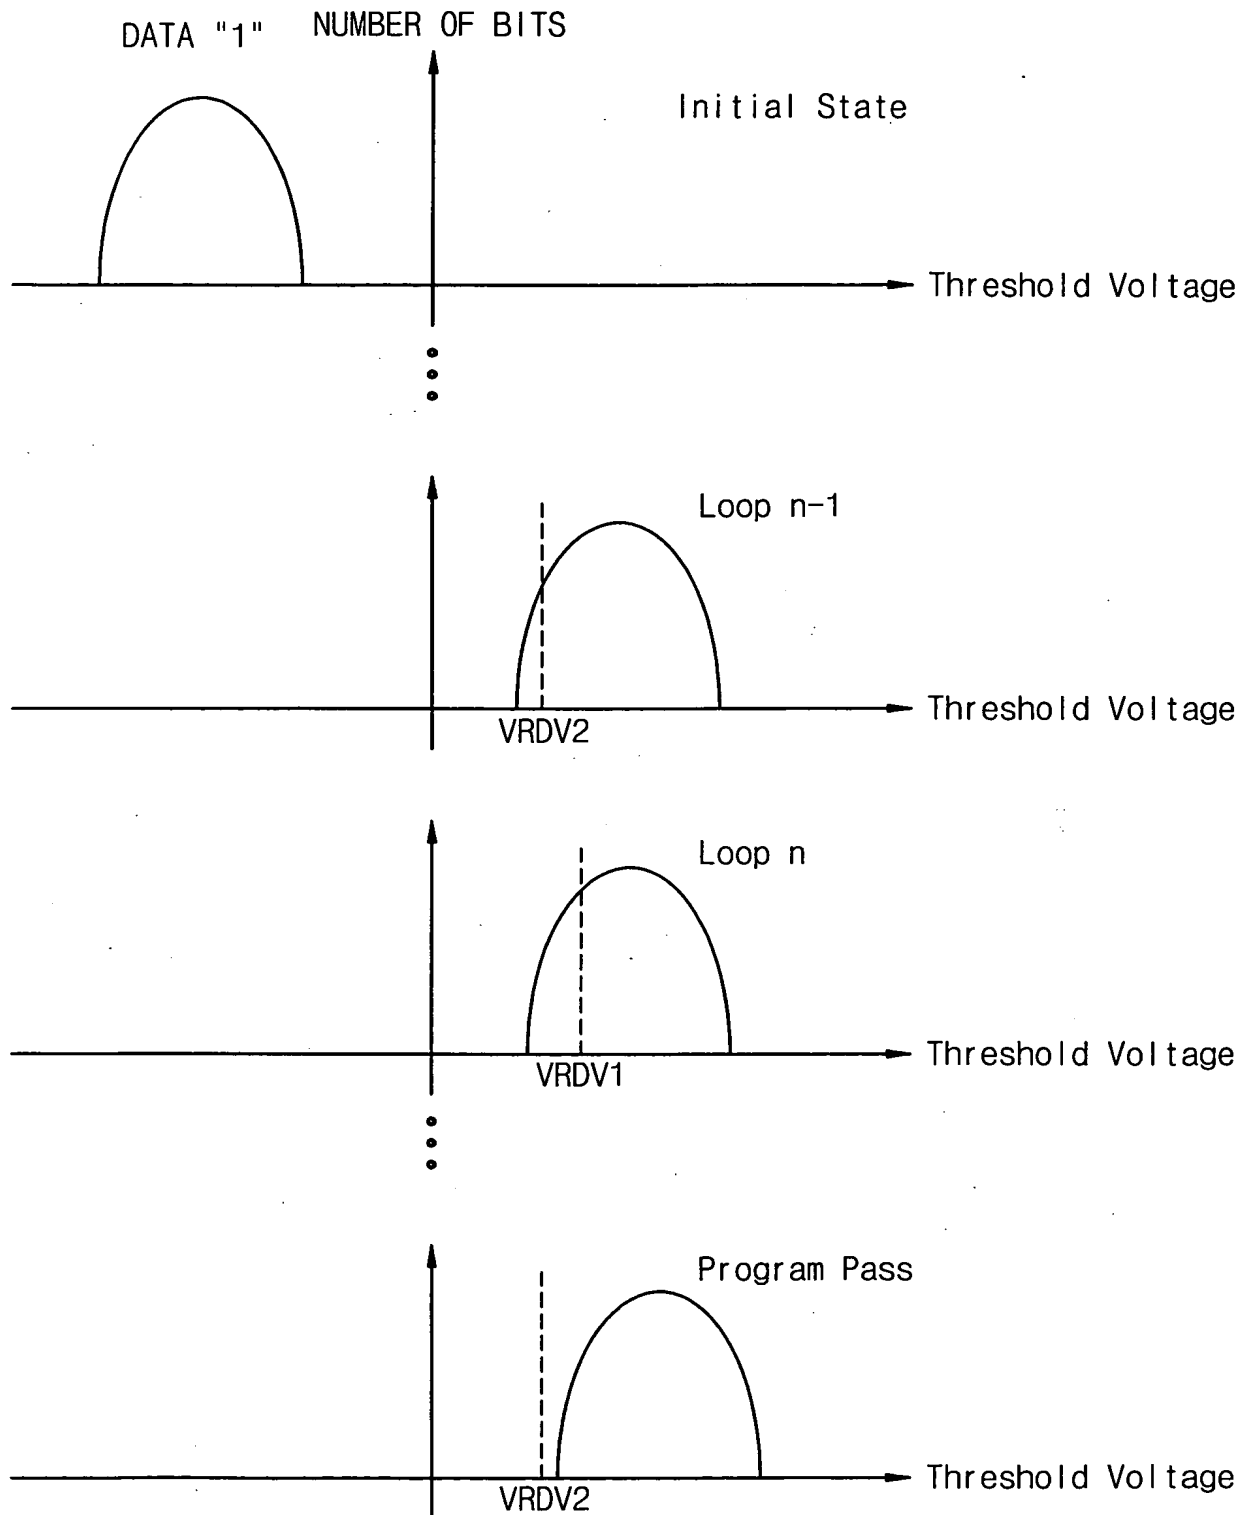 DATA "1"
NUMBER OF BITS
Initial State
Threshold Voltage
Loop n-1
Threshold Voltage
VRDV2
Loop n
Threshold Voltage
VRDV1
Program Pass
Threshold Voltage
VRDV2